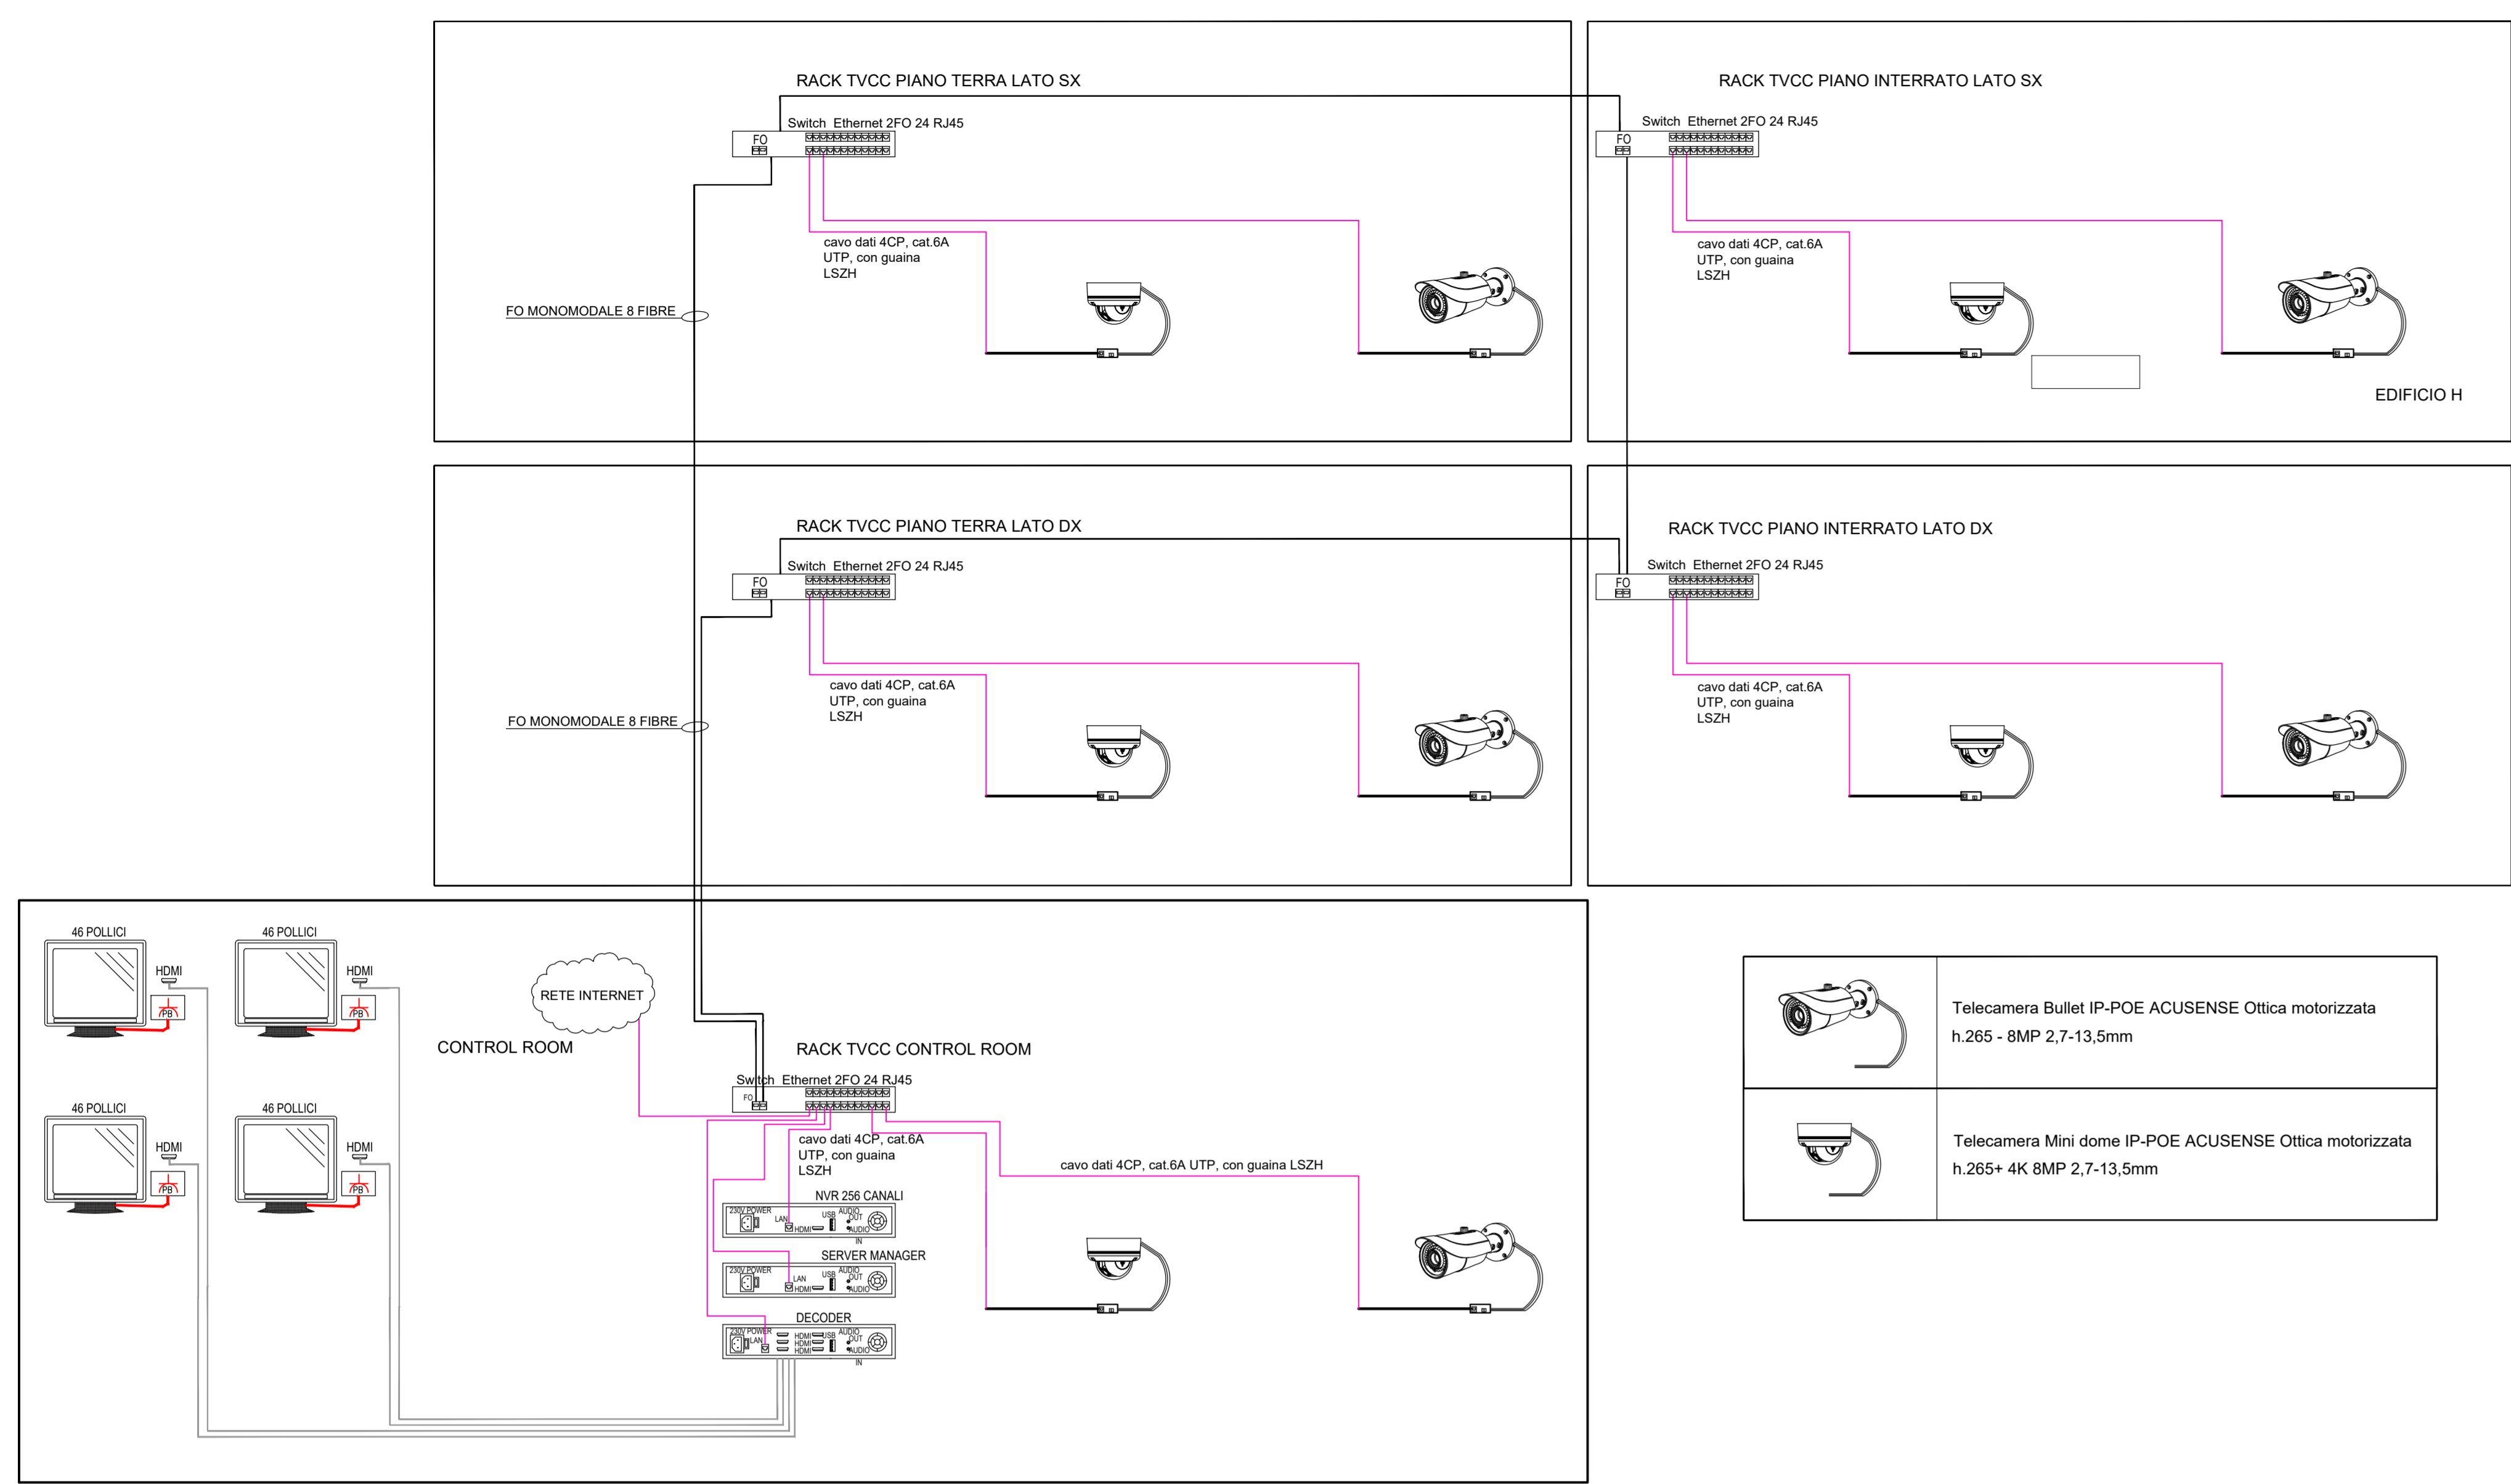 RACK TVCC PIANO TERRA LATO SX
Switch Ethernet 2FO 24 RJ45
FO
cavo dati 4CP, cat.6A
UTP, con guaina
LSZH
FO MONOMODALE 8 FIBRE
RACK TVCC PIANO INTERRATO LATO SX
Switch Ethernet 2FO 24 RJ45
FO
cavo dati 4CP, cat.6A
UTP, con guaina
LSZH
EDIFICIO H
RACK TVCC PIANO TERRA LATO DX
Switch Ethernet 2FO 24 RJ45
FO
cavo dati 4CP, cat.6A
UTP, con guaina
LSZH
FO MONOMODALE 8 FIBRE
RACK TVCC PIANO INTERRATO LATO DX
Switch Ethernet 2FO 24 RJ45
FO
cavo dati 4CP, cat.6A
UTP, con guaina
LSZH
46 POLLICI
HDMI
PB
46 POLLICI
HDMI
PB
46 POLLICI
HDMI
PB
46 POLLICI
HDMI
PB
RETE INTERNET
CONTROL ROOM
RACK TVCC CONTROL ROOM
Switch Ethernet 2FO 24 RJ45
FO
cavo dati 4CP, cat.6A
UTP, con guaina
LSZH
cavo dati 4CP, cat.6A UTP, con guaina LSZH
NVR 256 CANALI
230V POWER
LAN
HDMI
USB
AUDIO
OUT
AUDIO
IN
SERVER MANAGER
230V POWER
LAN
HDMI
USB
AUDIO
OUT
AUDIO
DECODER
230V POWER
LAN
HDMI
HDMI
HDMI
USB
AUDIO
OUT
AUDIO
IN
Telecamera Bullet IP-POE ACUSENSE Ottica motorizzata
h.265 - 8MP 2,7-13,5mm
Telecamera Mini dome IP-POE ACUSENSE Ottica motorizzata
h.265+ 4K 8MP 2,7-13,5mm